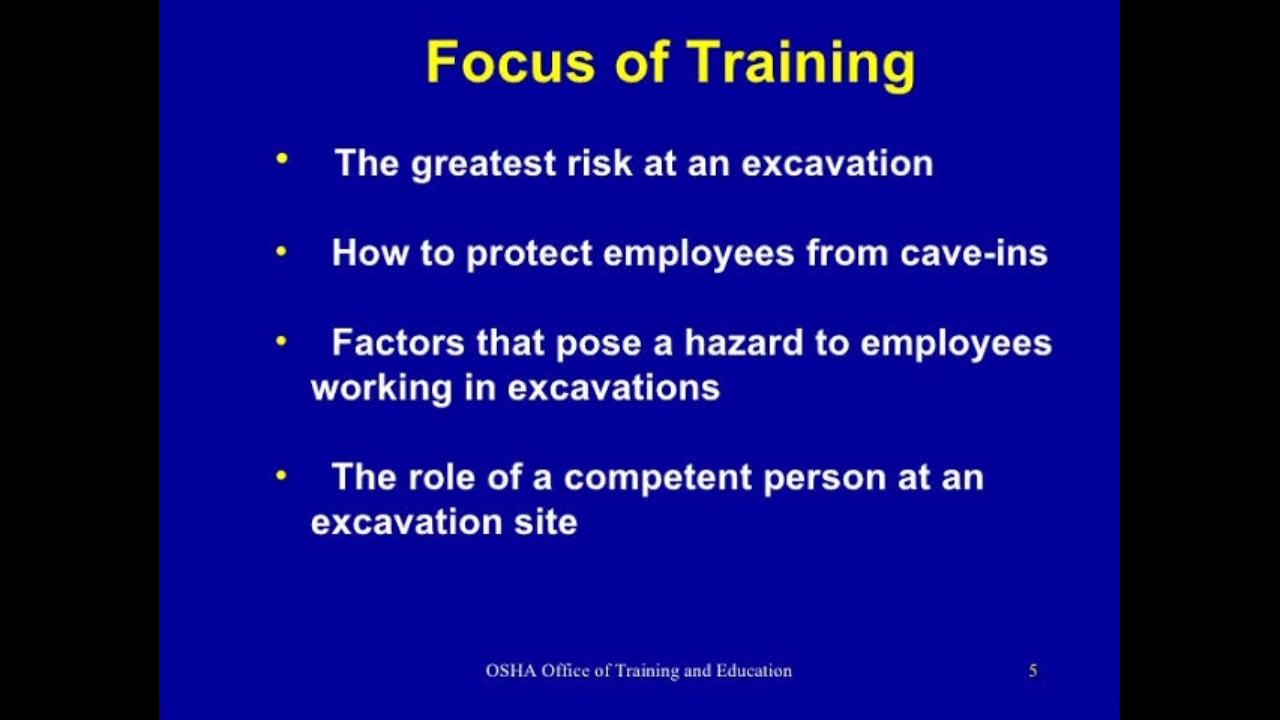 Focus of Training
• The greatest risk at an excavation
• How to protect employees from cave-ins
• Factors that pose a hazard to employees
working in excavations
• The role of a competent person at an
excavation site
OSHA Office of Training and Education 5